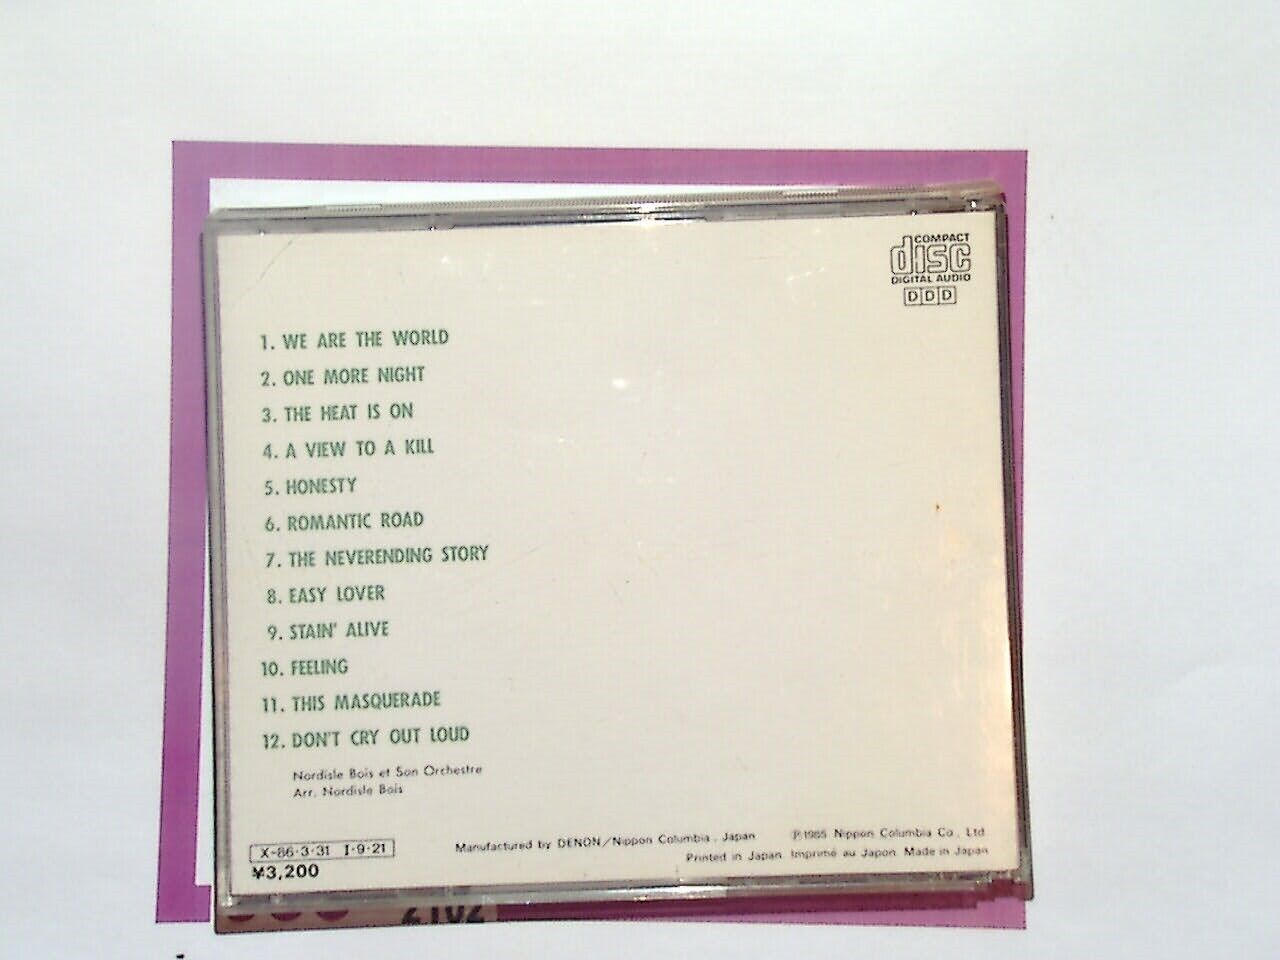 COMPACT
disc
DIGITAL AUDIO
DDD
1. WE ARE THE WORLD
2. ONE MORE NIGHT
3. THE HEAT IS ON
4. A VIEW TO A KILL
5. HONESTY
6. ROMANTIC ROAD
7. THE NEVERENDING STORY
8. EASY LOVER
9. STAIN' ALIVE
10. FEELING
11. THIS MASQUERADE
12. DON'T CRY OUT LOUD
Nordisle Bois et Son Orchestre
Arr. Nordisle Bois
X-86·3·31 I·9·21
¥3,200
Manufactured by DENON/Nippon Columbia, Japan ℗1985 Nippon Columbia Co., Ltd.
Printed in Japan. Imprimé au Japon. Made in Japan